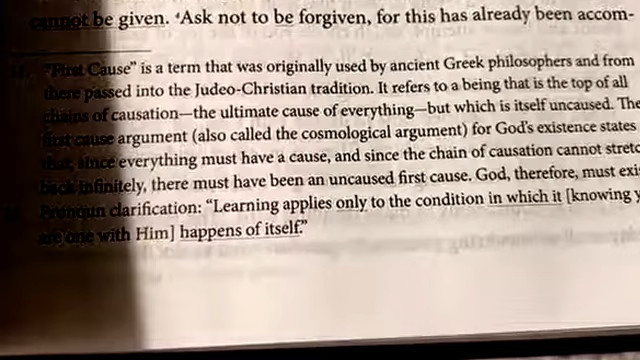 cannot be given. ⁴Ask not to be forgiven, for this has already been accom-
"First Cause" is a term that was originally used by ancient Greek philosophers and from
there passed into the Judeo-Christian tradition. It refers to a being that is the top of all
chains of causation—the ultimate cause of everything—but which is itself uncaused. The
first cause argument (also called the cosmological argument) for God's existence states
that, since everything must have a cause, and since the chain of causation cannot stretc
back infinitely, there must have been an uncaused first cause. God, therefore, must exi
Pronoun clarification: "Learning applies only to the condition in which it [knowing y
are one with Him] happens of itself."